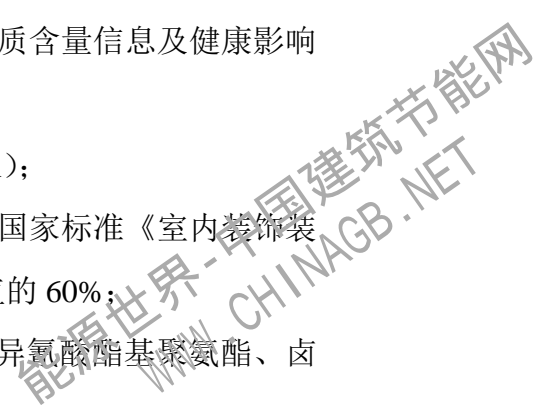 质含量信息及健康影响
);
国家标准《室内装饰装
的 60%;
异氰酸酯基聚氨酯、卤
能源世界-中国建筑节能网
WWW.CHINAGB.NET